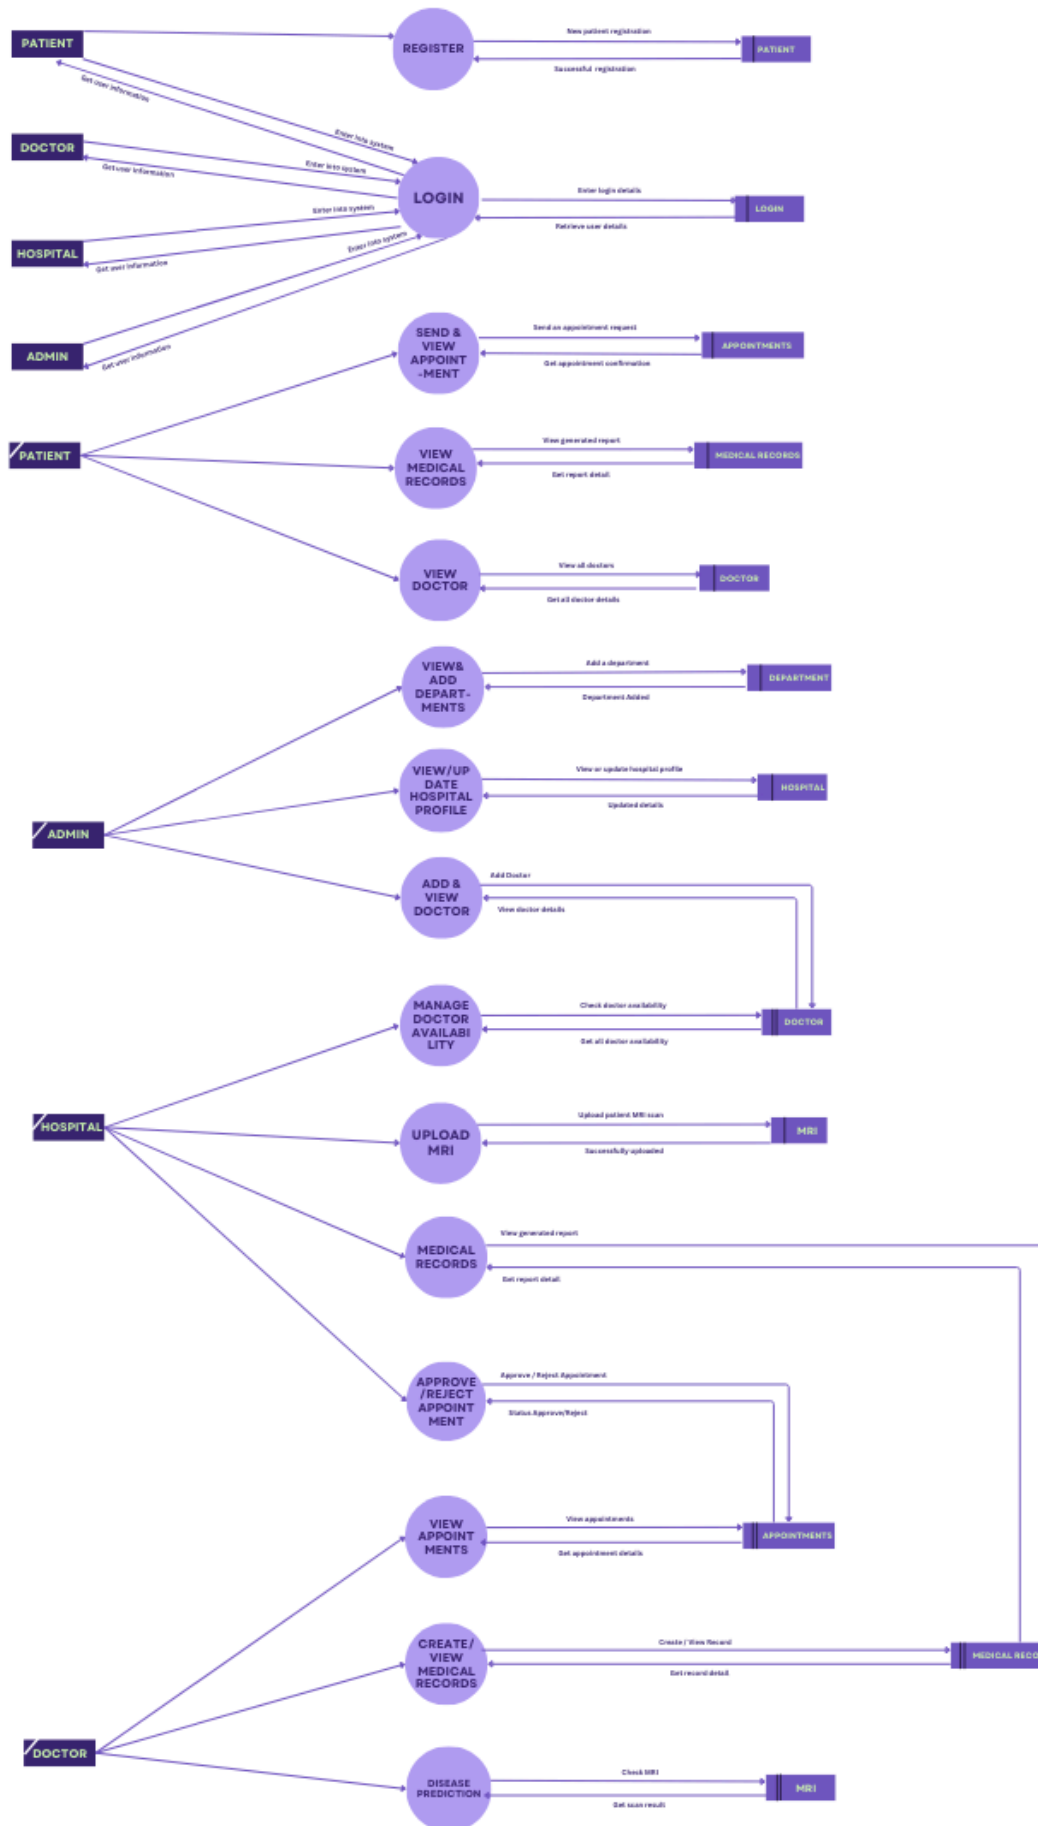 PATIENT
REGISTER
New patient registration
PATIENT
Successful registration
Get user information
Enter into system
DOCTOR
Enter into system
Get user information
LOGIN
Enter login details
LOGIN
Retrieve user details
HOSPITAL
Enter into system
Get user information
Enter into system
ADMIN
Get user information
SEND &
VIEW
APPOINT
-MENT
Send an appointment request
APPOINTMENTS
Get appointment confirmation
PATIENT
VIEW
MEDICAL
RECORDS
View generated report
MEDICAL RECORDS
Get report detail
VIEW
DOCTOR
View all doctors
DOCTOR
Get all doctor details
VIEW&
ADD
DEPART-
MENTS
Add a department
DEPARTMENT
Department Added
VIEW/UP
DATE
HOSPITAL
PROFILE
View or update hospital profile
HOSPITAL
Updated details
ADMIN
ADD &
VIEW
DOCTOR
Add Doctor
View doctor details
MANAGE
DOCTOR
AVAILABI
LITY
Check doctor availability
DOCTOR
Get all doctor availability
HOSPITAL
UPLOAD
MRI
Upload patient MRI scan
MRI
Successfully uploaded
MEDICAL
RECORDS
View generated report
Get report detail
APPROVE
/REJECT
APPOINT
MENT
Approve / Reject Appointment
Status Approve/Reject
VIEW
APPOINT
MENTS
View appointments
APPOINTMENTS
Get appointment details
CREATE/
VIEW
MEDICAL
RECORDS
Create / View Record
MEDICAL RECO
Get record detail
DOCTOR
DISEASE
PREDICTION
Check MRI
MRI
Get scan result